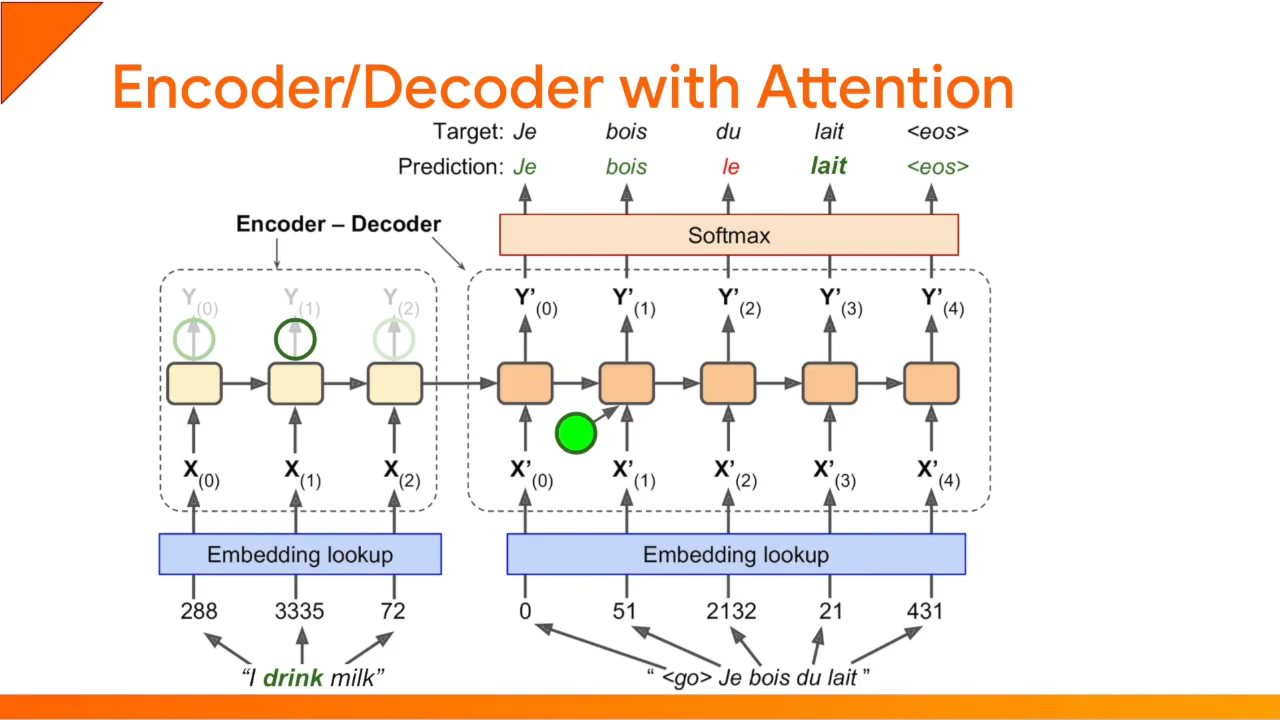 Encoder/Decoder with Attention
Target: Je bois du lait <eos>
Prediction: Je bois le lait <eos>
Encoder – Decoder
Softmax
Y(0) Y(1) Y(2) Y'(0) Y'(1) Y'(2) Y'(3) Y'(4)
X(0) X(1) X(2) X'(0) X'(1) X'(2) X'(3) X'(4)
Embedding lookup Embedding lookup
288 3335 72 0 51 2132 21 431
“I drink milk” “ <go> Je bois du lait ”